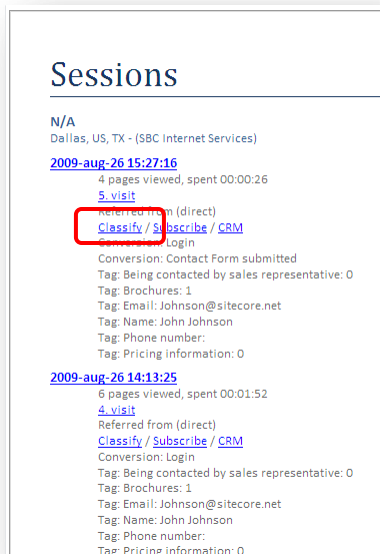 Sessions
N/A
Dallas, US, TX - (SBC Internet Services)
2009-aug-26 15:27:16
4 pages viewed, spent 00:00:26
5. visit
Referred from (direct)
Classify / Subscribe / CRM
Conversion: Login
Conversion: Contact Form submitted
Tag: Being contacted by sales representative: 0
Tag: Brochures: 1
Tag: Email: Johnson@sitecore.net
Tag: Name: John Johnson
Tag: Phone number:
Tag: Pricing information: 0
2009-aug-26 14:13:25
6 pages viewed, spent 00:01:52
4. visit
Referred from (direct)
Classify / Subscribe / CRM
Conversion: Login
Tag: Being contacted by sales representative: 0
Tag: Brochures: 1
Tag: Email: Johnson@sitecore.net
Tag: Name: John Johnson
Tag: Phone number:
Tag: Pricing information: 0